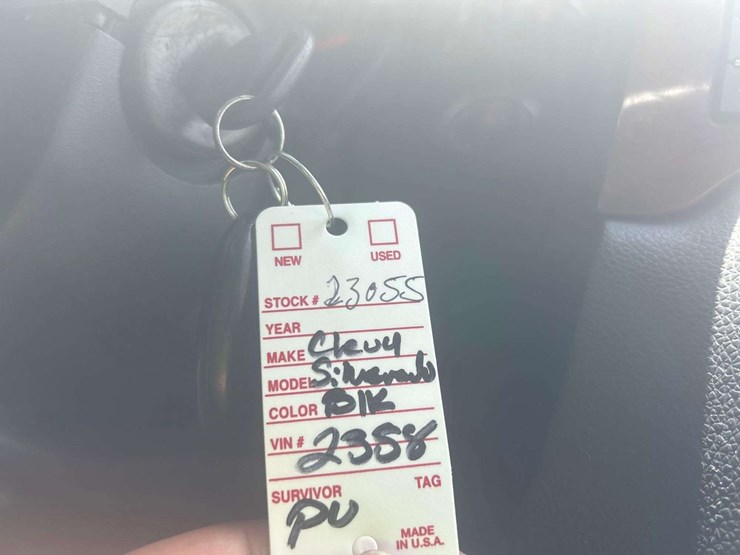 NEW USED
STOCK # 23055
YEAR
MAKE Chevy
MODEL Silverado
COLOR Blk
VIN # 2358
SURVIVOR TAG
PU
MADE
IN U.S.A.